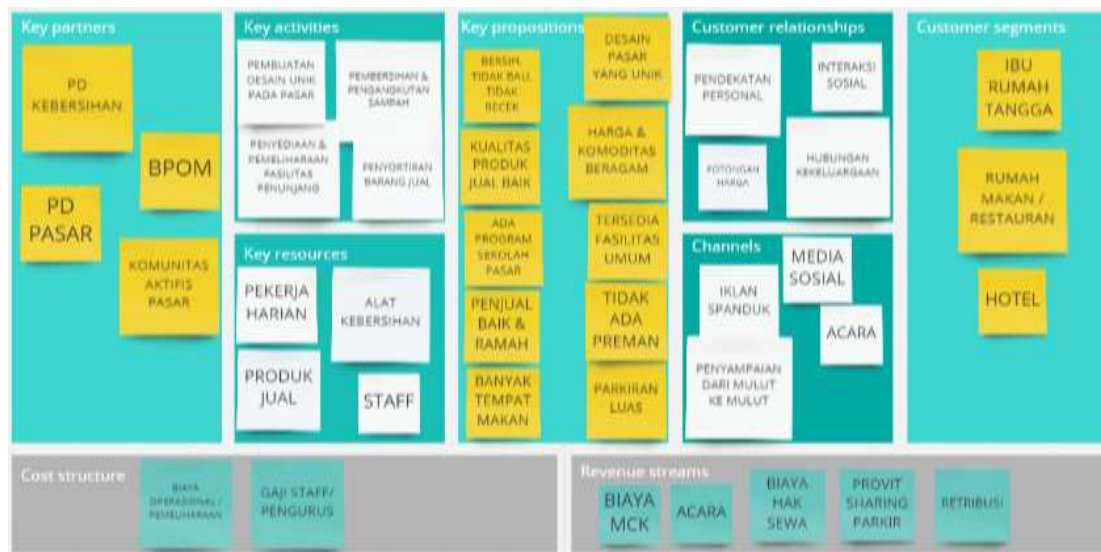 Key partners
PD
KEBERSIHAN
BPOM
PD
PASAR
KOMUNITAS
AKTIFIS
PASAR
Key activities
PEMBUATAN
DESAIN UNIK
PADA PASAR
PEMBERSIHAN &
PENGANGKUTAN
SAMPAH
PENYEDIAAN &
PEMELIHARAAN
FASILITAS
PENUNJANG
PENYORTIRAN
BARANG JUAL
Key resources
PEKERJA
HARIAN
ALAT
KEBERSIHAN
PRODUK
JUAL
STAFF
Key propositions
DESAIN
PASAR
YANG UNIK
BERSIH,
TIDAK BAU,
TIDAK
BECEK
HARGA &
KOMODITAS
BERAGAM
KUALITAS
PRODUK
JUAL BAIK
ADA
PROGRAM
SEKOLAH
PASAR
TERSEDIA
FASILITAS
UMUM
PENJUAL
BAIK &
RAMAH
TIDAK
ADA
PREMAN
BANYAK
TEMPAT
MAKAN
PARKIRAN
LUAS
Customer relationships
PENDEKATAN
PERSONAL
INTERAKSI
SOSIAL
POTONGAN
HARGA
HUBUNGAN
KEKELUARGAAN
Channels
IKLAN
SPANDUK
MEDIA
SOSIAL
ACARA
PENYAMPAIAN
DARI MULUT
KE MULUT
Customer segments
IBU
RUMAH
TANGGA
RUMAH
MAKAN /
RESTAURAN
HOTEL
Cost structure
BIAYA
OPERASIONAL /
PEMELIHARAAN
GAJI STAFF/
PENGURUS
Revenue streams
BIAYA
MCK
ACARA
BIAYA
HAK
SEWA
PROVIT
SHARING
PARKIR
RETRIBUSI